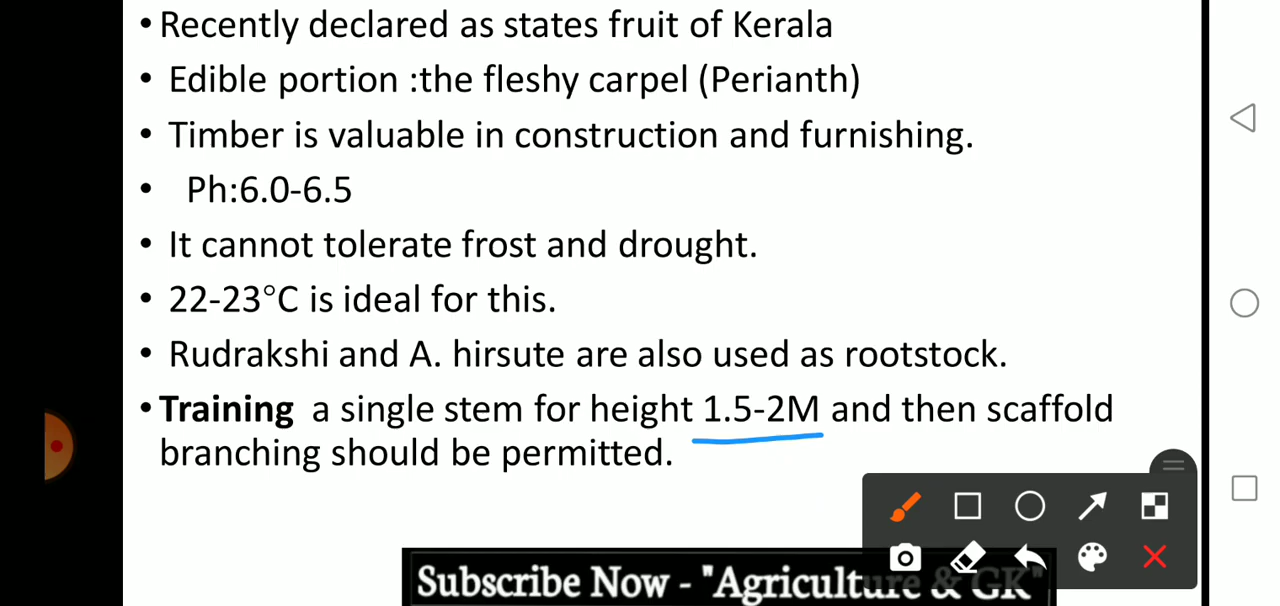 • Recently declared as states fruit of Kerala
• Edible portion :the fleshy carpel (Perianth)
• Timber is valuable in construction and furnishing.
• Ph:6.0-6.5
• It cannot tolerate frost and drought.
• 22-23°C is ideal for this.
• Rudrakshi and A. hirsute are also used as rootstock.
• Training a single stem for height 1.5-2M and then scaffold
branching should be permitted.
Subscribe Now - "Agriculture & GK"